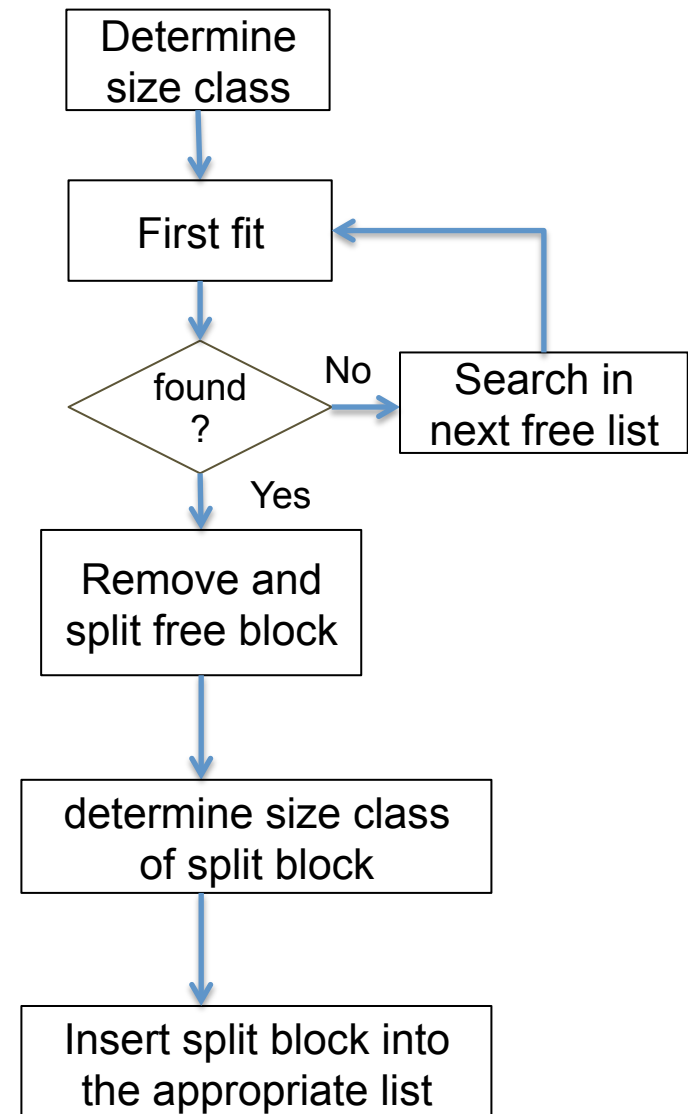 Determine
size class
First fit
found
?
No
Search in
next free list
Yes
Remove and
split free block
determine size class
of split block
Insert split block into
the appropriate list